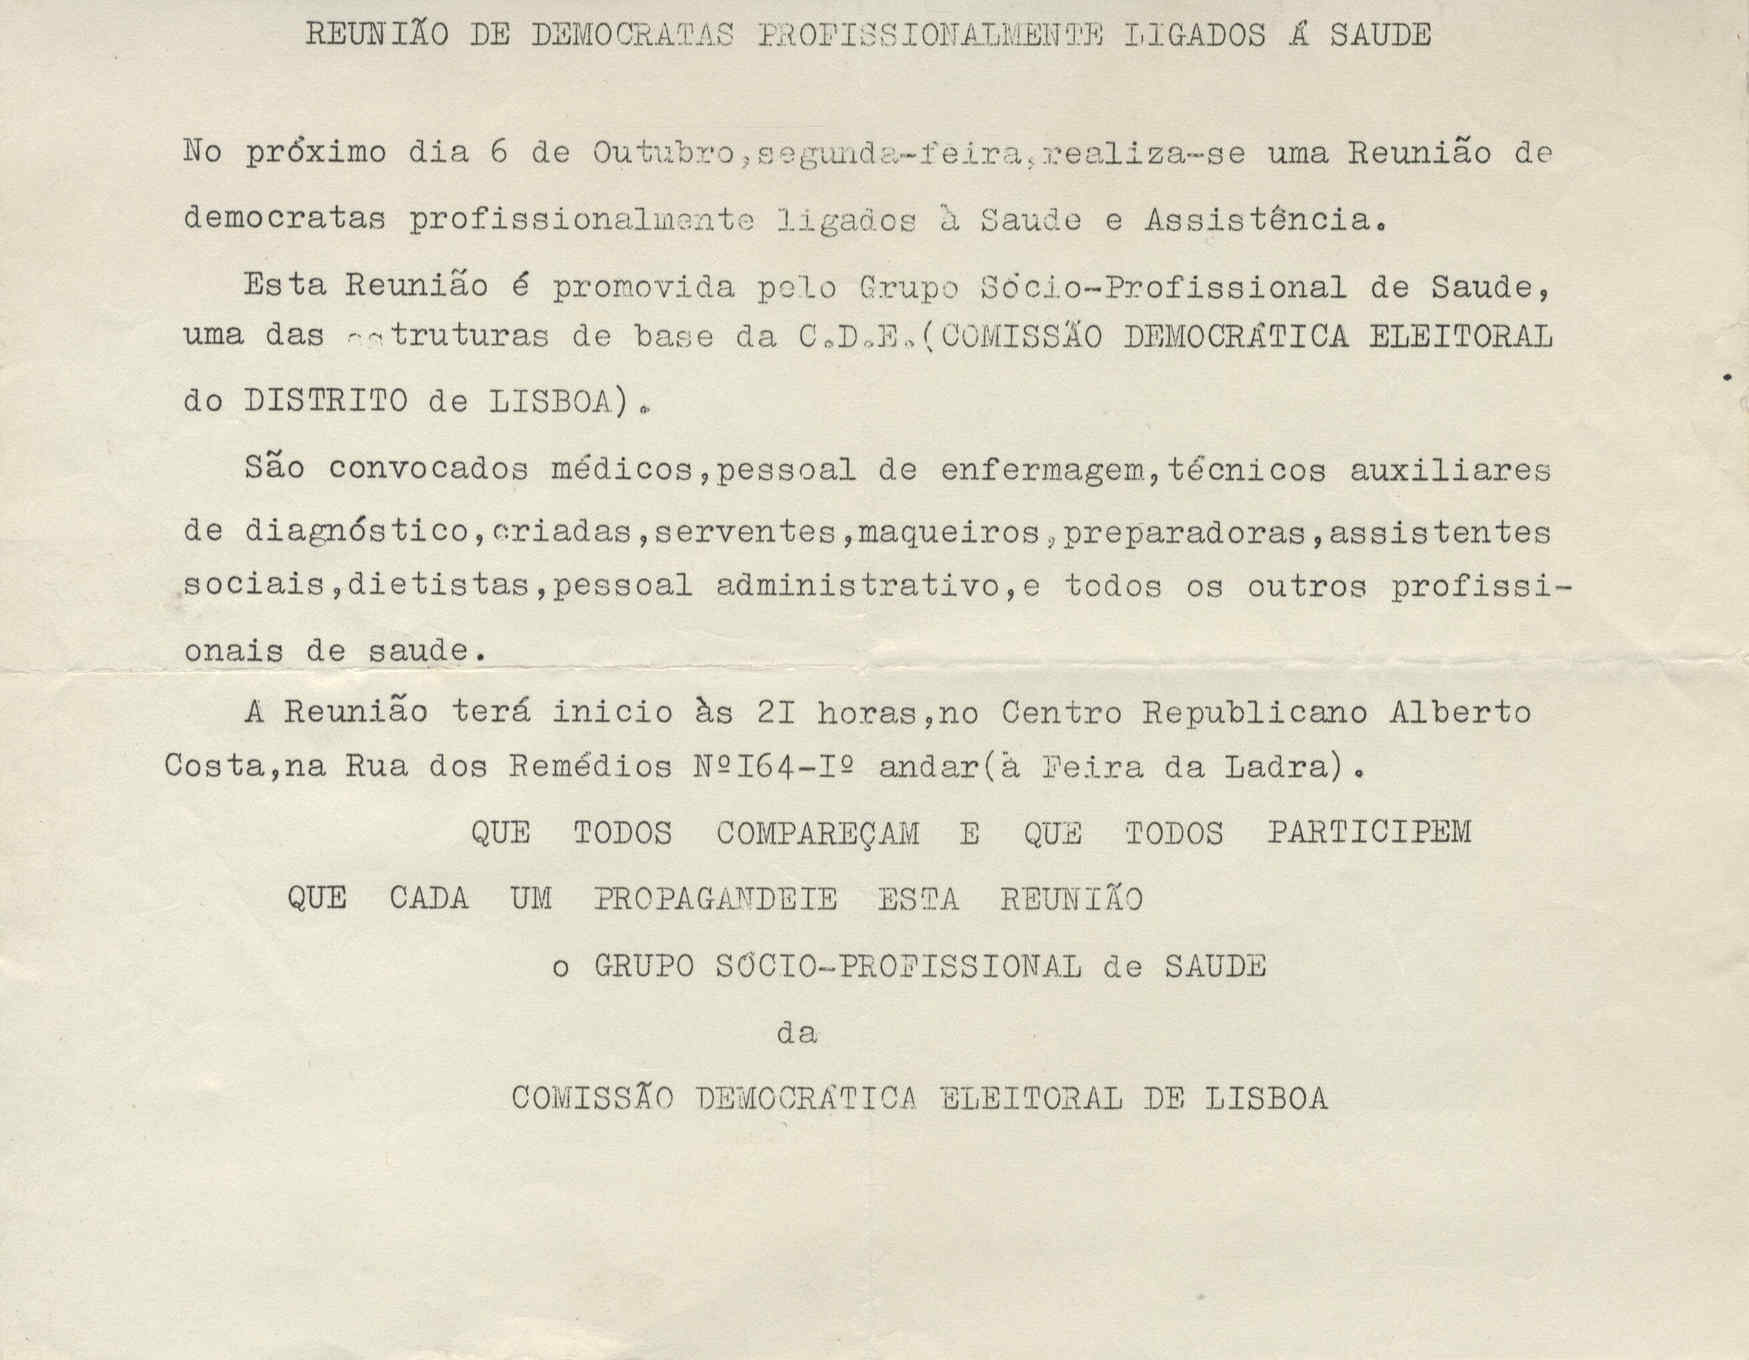 REUNIÃO DE DEMOCRATAS PROFISSIONALMENTE LIGADOS Á SAUDE
No próximo dia 6 de Outubro,segunda-feira,realiza-se uma Reunião de
democratas profissionalmente ligados à Saude e Assistência.
Esta Reunião é promovida pelo Grupo Sócio-Profissional de Saude,
uma das estruturas de base da C.D.E.(COMISSÃO DEMOCRÁTICA ELEITORAL
do DISTRITO de LISBOA).
São convocados médicos,pessoal de enfermagem,técnicos auxiliares
de diagnóstico,criadas,serventes,maqueiros,preparadoras,assistentes
sociais,dietistas,pessoal administrativo,e todos os outros profissi-
onais de saude.
A Reunião terá inicio às 2I horas,no Centro Republicano Alberto
Costa,na Rua dos Remédios NºI64-Iº andar(à Feira da Ladra).
QUE TODOS COMPAREÇAM E QUE TODOS PARTICIPEM
QUE CADA UM PROPAGANDEIE ESTA REUNIÃO
o GRUPO SÓCIO-PROFISSIONAL de SAUDE
da
COMISSÃO DEMOCRÁTICA ELEITORAL DE LISBOA